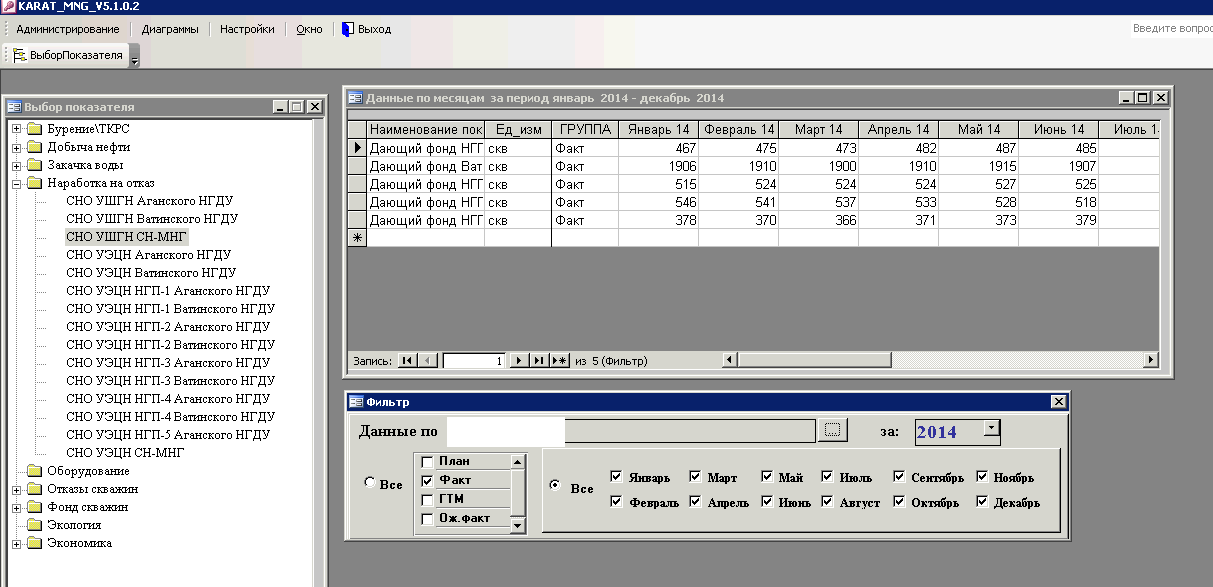 KARAT_MNG_V5.1.0.2
Администрирование Диаграммы Настройки Окно Выход Введите вопрос
ВыборПоказателя
Выбор показателя
Бурение\ТКРС
Добыча нефти
Закачка воды
Наработка на отказ
СНО УШГН Аганского НГДУ
СНО УШГН Ватинского НГДУ
СНО УШГН СН-МНГ
СНО УЭЦН Аганского НГДУ
СНО УЭЦН Ватинского НГДУ
СНО УЭЦН НГП-1 Аганского НГДУ
СНО УЭЦН НГП-1 Ватинского НГДУ
СНО УЭЦН НГП-2 Аганского НГДУ
СНО УЭЦН НГП-2 Ватинского НГДУ
СНО УЭЦН НГП-3 Аганского НГДУ
СНО УЭЦН НГП-3 Ватинского НГДУ
СНО УЭЦН НГП-4 Аганского НГДУ
СНО УЭЦН НГП-4 Ватинского НГДУ
СНО УЭЦН НГП-5 Аганского НГДУ
СНО УЭЦН СН-МНГ
Оборудование
Отказы скважин
Фонд скважин
Экология
Экономика
Данные по месяцам за период январь 2014 - декабрь 2014
Наименование пок Ед_изм ГРУППА Январь 14 Февраль 14 Март 14 Апрель 14 Май 14 Июнь 14 Июль 1
Дающий фонд НГГ скв Факт 467 475 473 482 487 485
Дающий фонд Ват скв Факт 1906 1910 1900 1910 1915 1907
Дающий фонд НГГ скв Факт 515 524 524 524 527 525
Дающий фонд НГГ скв Факт 546 541 537 533 528 518
Дающий фонд НГГ скв Факт 378 370 366 371 373 379
Запись: 1 из 5 (Фильтр)
Фильтр
Данные по ... за: 2014
Все
План
Факт
ГТМ
Ож.факт
Все
Январь Март Май Июль Сентябрь Ноябрь
Февраль Апрель Июнь Август Октябрь Декабрь